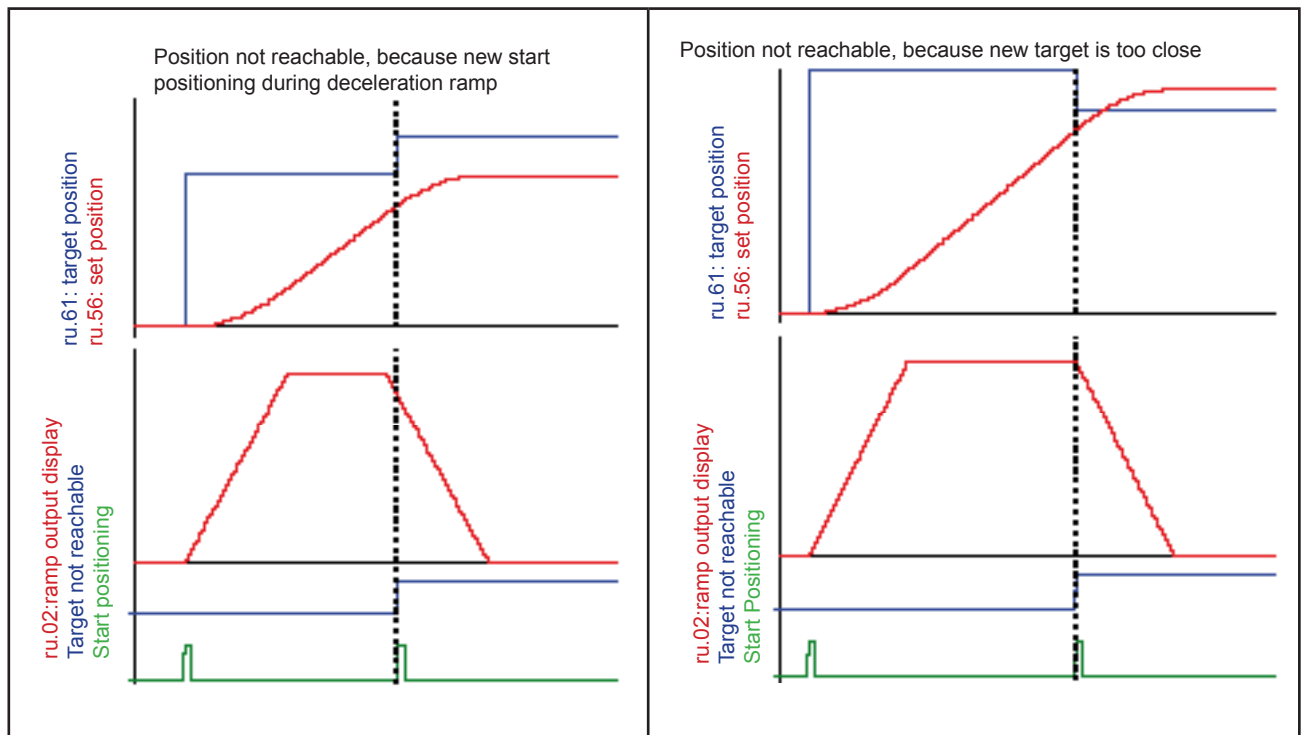 Position not reachable, because new start
positioning during deceleration ramp
ru.61: target position
ru.56: set position
ru.02:ramp output display
Target not reachable
Start positioning
Position not reachable, because new target is too close
ru.61: target position
ru.56: set position
ru.02:ramp output display
Target not reachable
Start Positioning